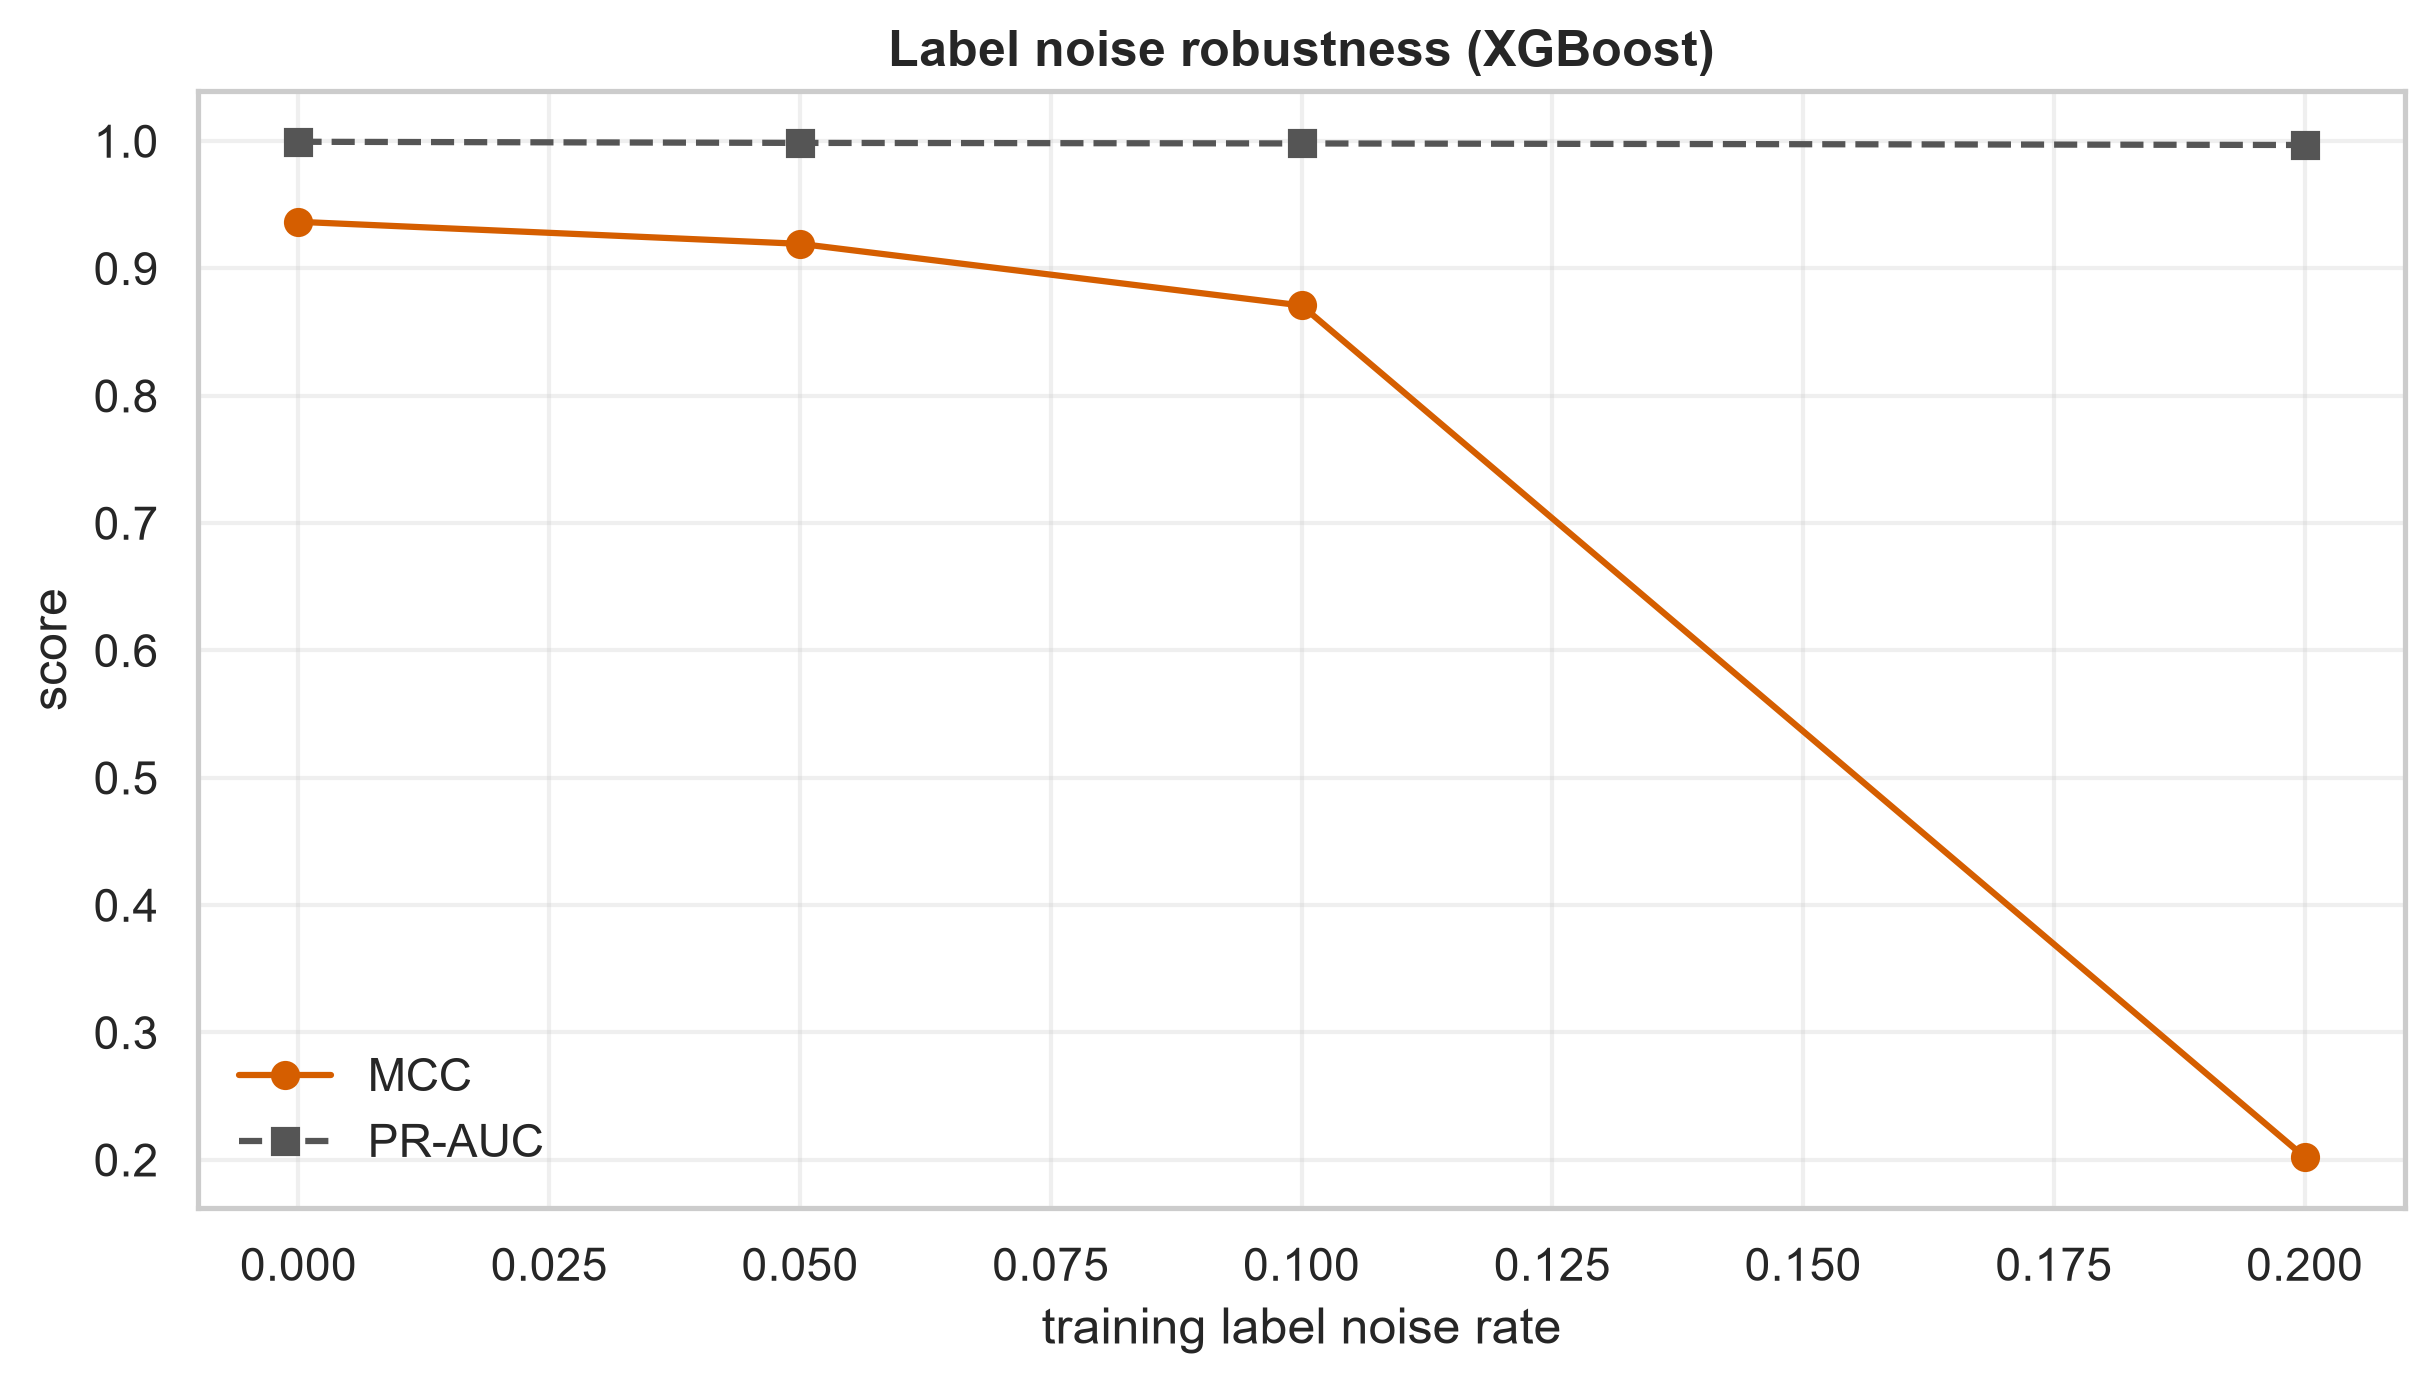 Label noise robustness (XGBoost)
1.0
0.9
0.8
0.7
0.6
0.5
0.4
0.3
0.2
score
MCC
PR-AUC
0.000 0.025 0.050 0.075 0.100 0.125 0.150 0.175 0.200
training label noise rate